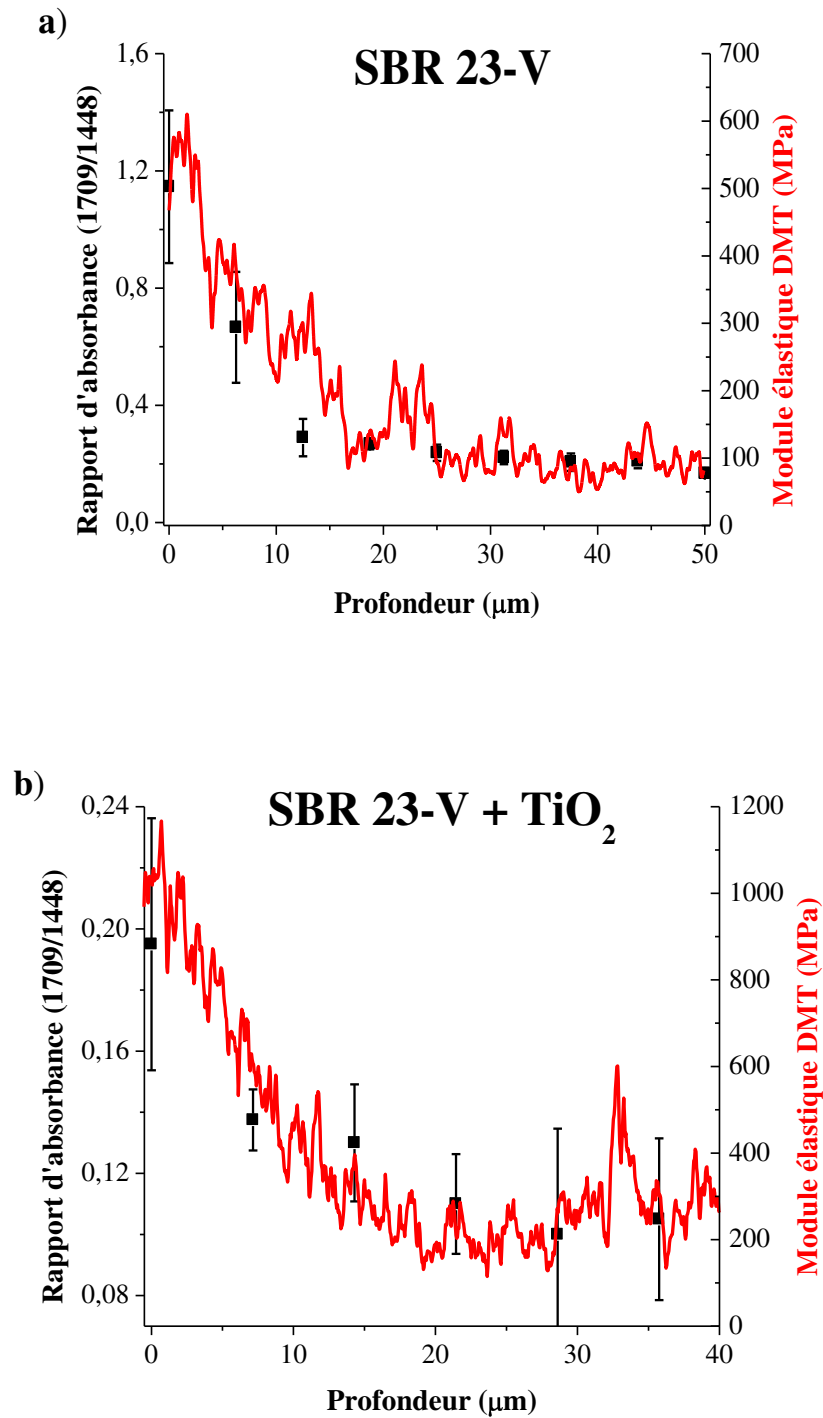 a)
SBR 23-V
Rapport d'absorbance (1709/1448)
1,6
1,2
0,8
0,4
0,0
700
600
500
400
300
200
100
0
Module élastique DMT (MPa)
0 10 20 30 40 50
Profondeur (µm)
b)
SBR 23-V + TiO2
Rapport d'absorbance (1709/1448)
0,24
0,20
0,16
0,12
0,08
1200
1000
800
600
400
200
0
Module élastique DMT (MPa)
0 10 20 30 40
Profondeur (µm)